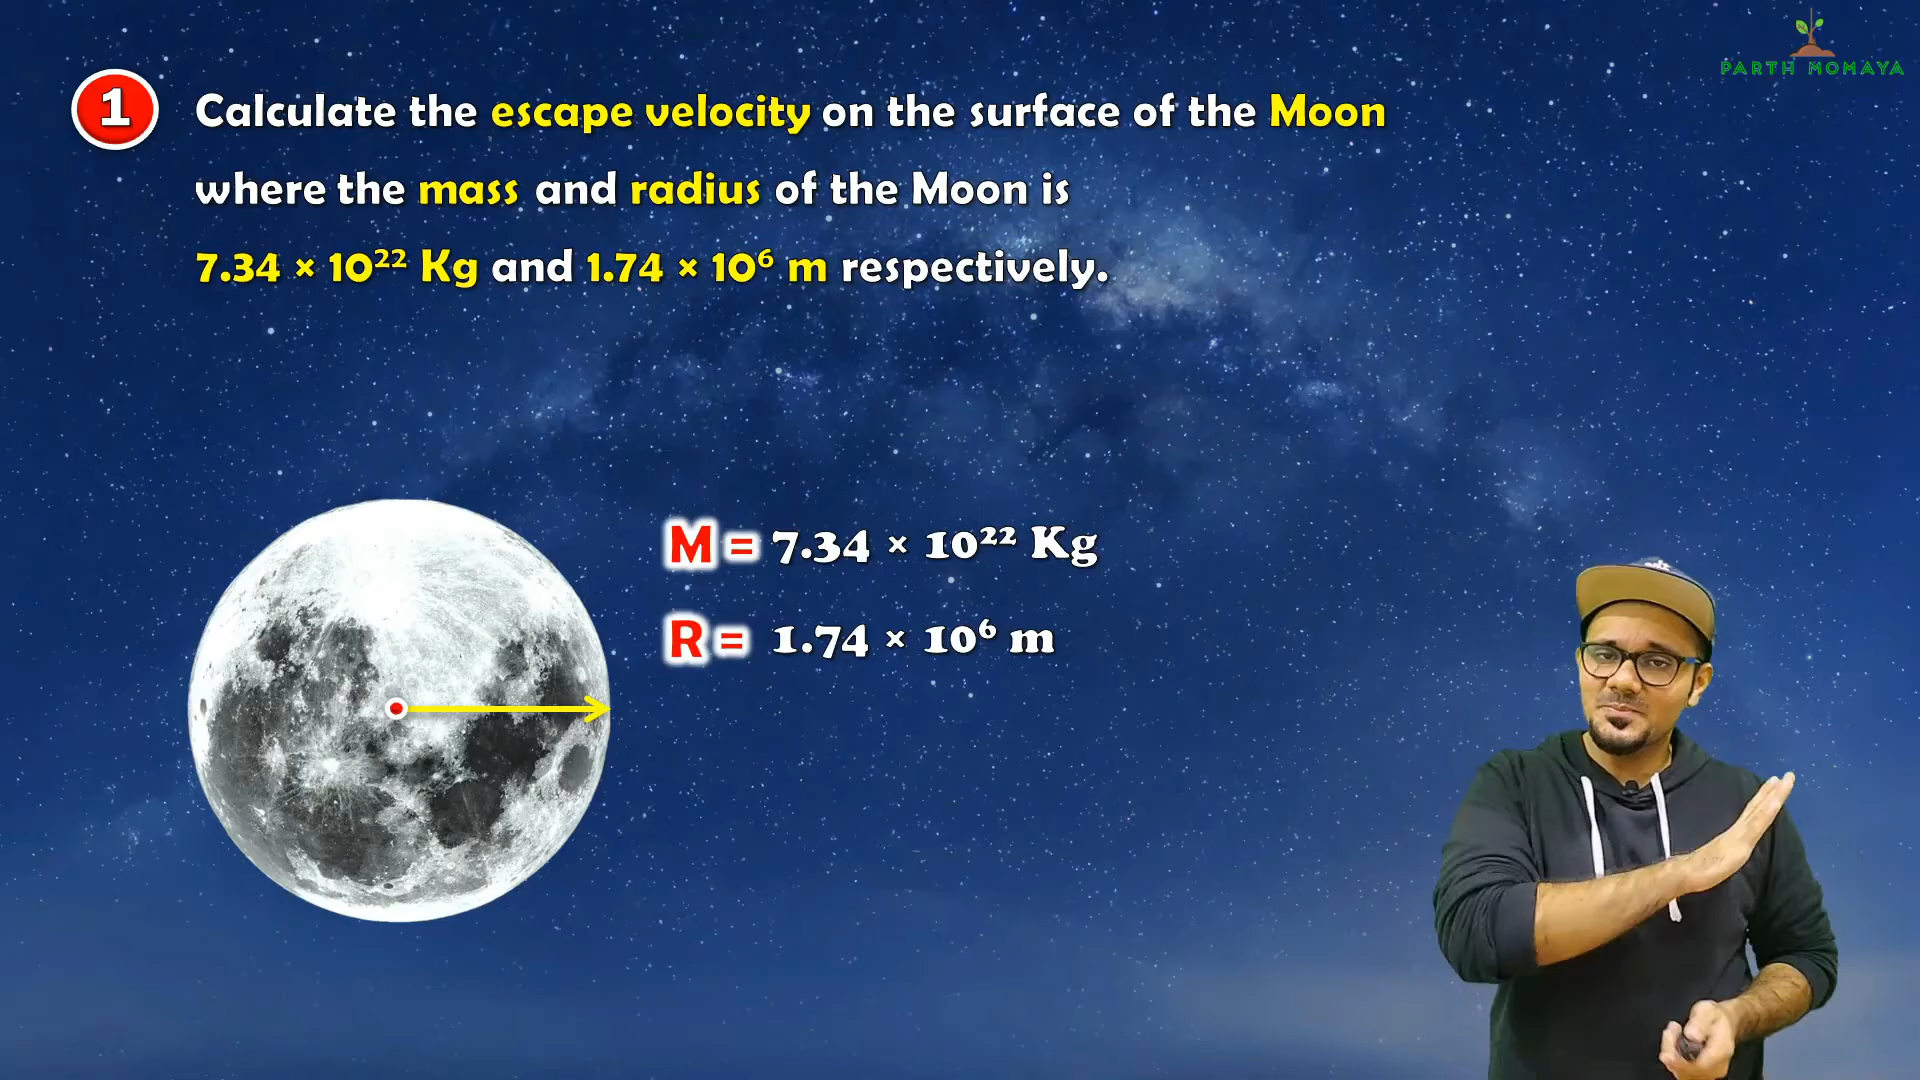 PARTH MOMAYA
1
Calculate the escape velocity on the surface of the Moon
where the mass and radius of the Moon is
7.34 × 10²² Kg and 1.74 × 10⁶ m respectively.
M = 7.34 × 10²² Kg
R = 1.74 × 10⁶ m